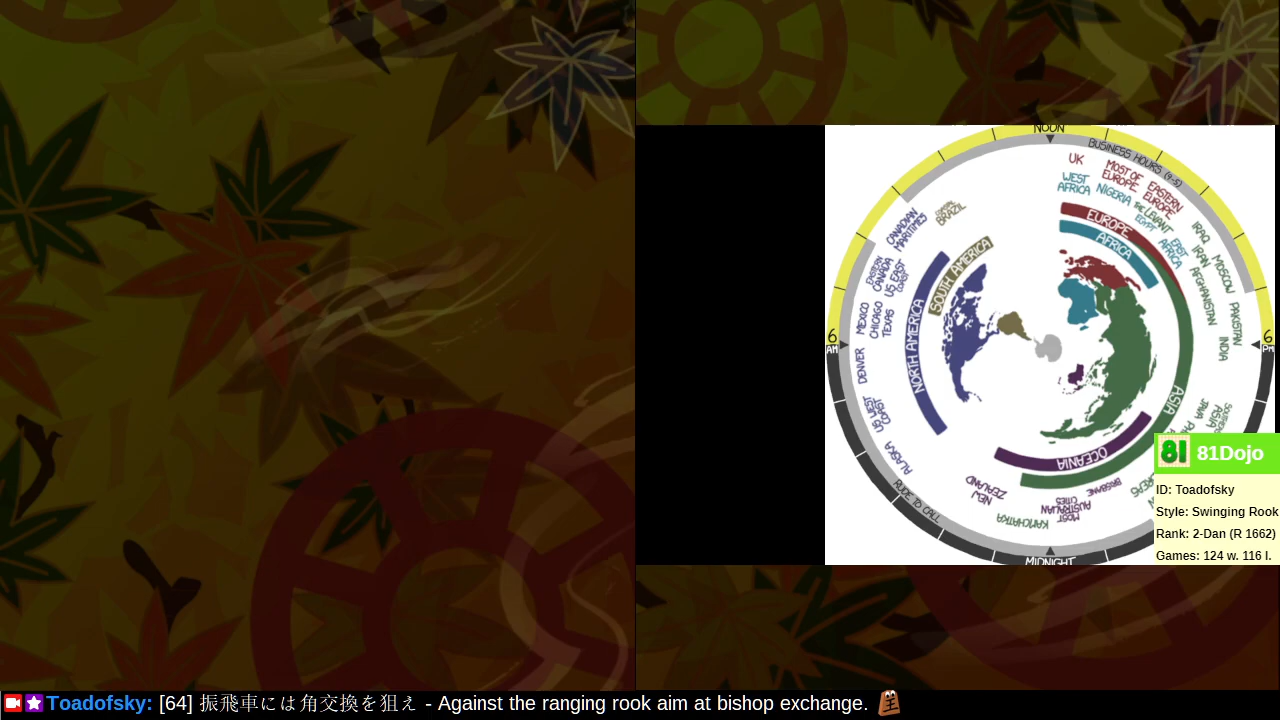 NOON
BUSINESS HOURS (9-5)
UK
MOST OF EUROPE
EASTERN EUROPE
WEST AFRICA
NIGERIA
THE LEVANT
EGYPT
EAST AFRICA
IRAQ
IRAN
MOSCOW
AFGHANISTAN
PAKISTAN
INDIA
CANADIAN MARITIMES
BRAZIL
EASTERN CANADA
US EAST COAST
MEXICO
CHICAGO
TEXAS
DENVER
US WEST COAST
ALASKA
EUROPE
AFRICA
SOUTH AMERICA
NORTH AMERICA
ASIA
OCEANIA
6 AM
6 PM
JAVA
BRISBANE
MOST AUSTRALIAN CITIES
KAMCHATKA
NEW ZEALAND
RUDE TO CALL
MIDNIGHT
81 81Dojo
ID: Toadofsky
Style: Swinging Rook
Rank: 2-Dan (R 1662)
Games: 124 w. 116 l.
Toadofsky: [64] 振飛車には角交換を狙え - Against the ranging rook aim at bishop exchange.